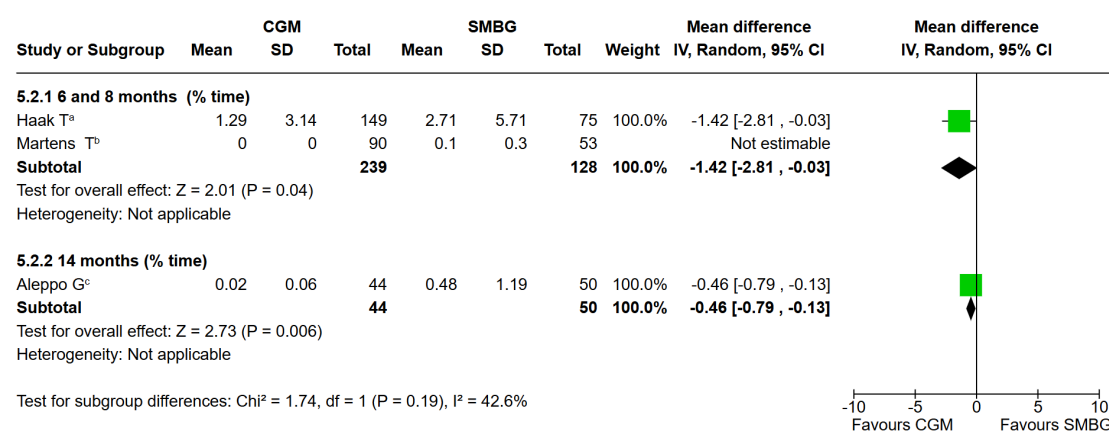 CGM SMBG Mean difference Mean difference
Study or Subgroup Mean SD Total Mean SD Total Weight IV, Random, 95% CI IV, Random, 95% CI
5.2.1 6 and 8 months (% time)
Haak Tᵃ 1.29 3.14 149 2.71 5.71 75 100.0% -1.42 [-2.81 , -0.03]
Martens Tᵇ 0 0 90 0.1 0.3 53 Not estimable
Subtotal 239 128 100.0% -1.42 [-2.81 , -0.03]
Test for overall effect: Z = 2.01 (P = 0.04)
Heterogeneity: Not applicable
5.2.2 14 months (% time)
Aleppo Gᶜ 0.02 0.06 44 0.48 1.19 50 100.0% -0.46 [-0.79 , -0.13]
Subtotal 44 50 100.0% -0.46 [-0.79 , -0.13]
Test for overall effect: Z = 2.73 (P = 0.006)
Heterogeneity: Not applicable
Test for subgroup differences: Chi² = 1.74, df = 1 (P = 0.19), I² = 42.6%
-10 -5 0 5 10
Favours CGM Favours SMBG